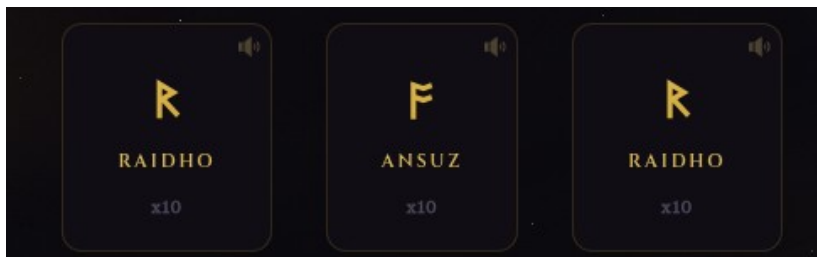 ᚱ ᚩ ᚱ
RAIDHO ANSUZ RAIDHO
x10 x10 x10